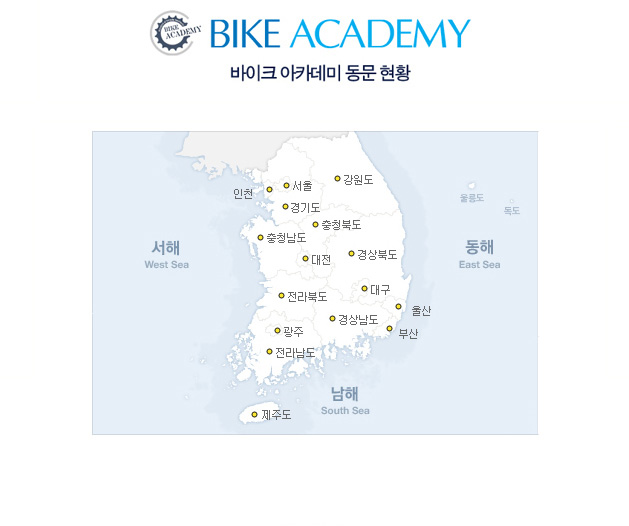 BIKE
ACADEMY
BIKE ACADEMY
바이크 아카데미 동문 현황
인천
서울
강원도
경기도
울릉도
독도
충청북도
충청남도
서해
West Sea
대전
경상북도
동해
East Sea
대구
전라북도
울산
경상남도
광주
부산
전라남도
남해
South Sea
제주도